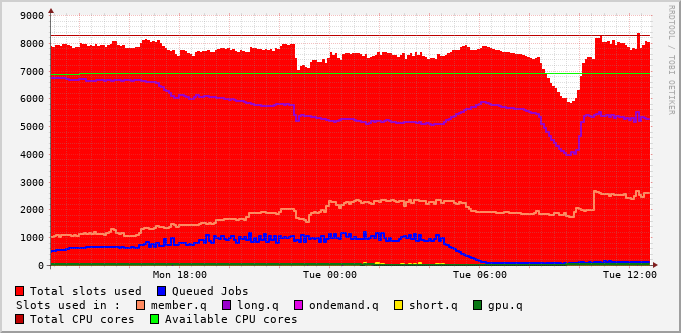 9000
8000
7000
6000
5000
4000
3000
2000
1000
0
Mon 18:00 Tue 00:00 Tue 06:00 Tue 12:00
RRDTOOL / TOBI OETIKER
Total slots used Queued Jobs
Slots used in : member.q long.q ondemand.q short.q gpu.q
Total CPU cores Available CPU cores